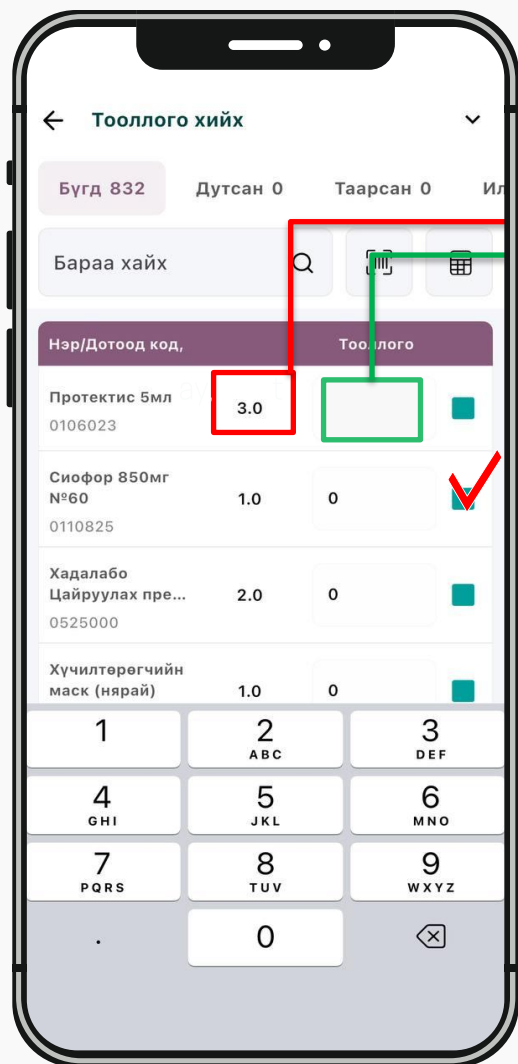 Тооллого хийх
Бүгд 832 Дутсан 0 Таарсан 0 Ил
Бараа хайх
Нэр/Дотоод код, Тооллого
Протектис 5мл 3.0
0106023
Сиофор 850мг
№60 1.0 0
0110825
Хадалабо
Цайруулах пре... 2.0 0
0525000
Хүчилтөрөгчийн
маск (нярай) 1.0 0
1 2 3
ABC DEF
4 5 6
GHI JKL MNO
7 8 9
PQRS TUV WXYZ
. 0